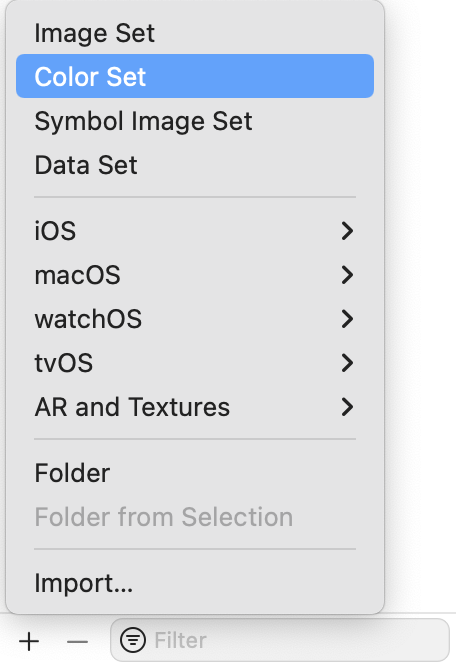 Image Set
Color Set
Symbol Image Set
Data Set
iOS
macOS
watchOS
tvOS
AR and Textures
Folder
Folder from Selection
Import...
Filter